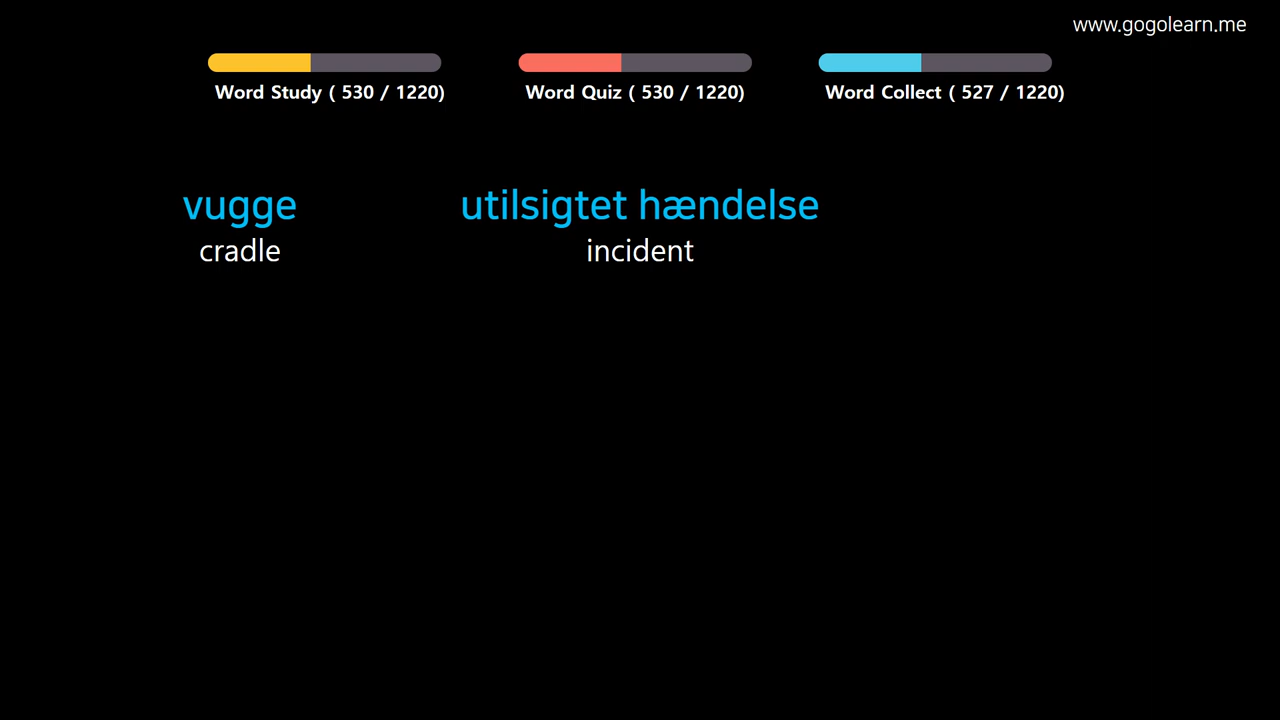 www.gogolearn.me
Word Study ( 530 / 1220)
Word Quiz ( 530 / 1220)
Word Collect ( 527 / 1220)
vugge
cradle
utilsigtet hændelse
incident